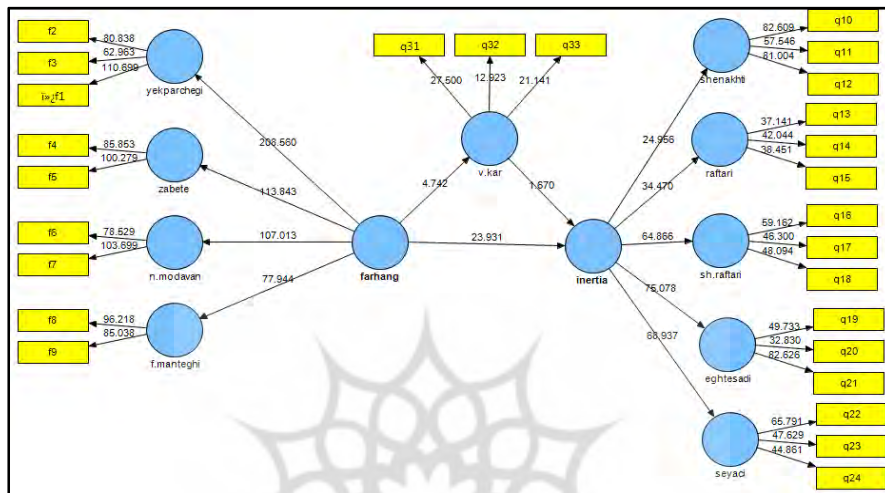 f2
80.838
f3
62.963
ï»¿f1
110.699
yekparchegi
f4
85.853
f5
100.279
zabete
f6
78.529
f7
103.699
n.modavan
f8
96.218
f9
85.038
f.manteghi
208.560
113.843
107.013
77.944
farhang
4.742
23.931
q31
q32
q33
27.500
12.923
21.141
v.kar
1.670
inertia
24.956
34.470
64.866
75.078
68.937
shenakhti
82.609
57.546
81.004
q10
q11
q12
raftari
37.141
42.044
38.451
q13
q14
q15
sh.raftari
59.162
46.300
48.094
q16
q17
q18
eghtesadi
49.733
32.830
82.626
q19
q20
q21
seyaci
65.791
47.629
44.861
q22
q23
q24